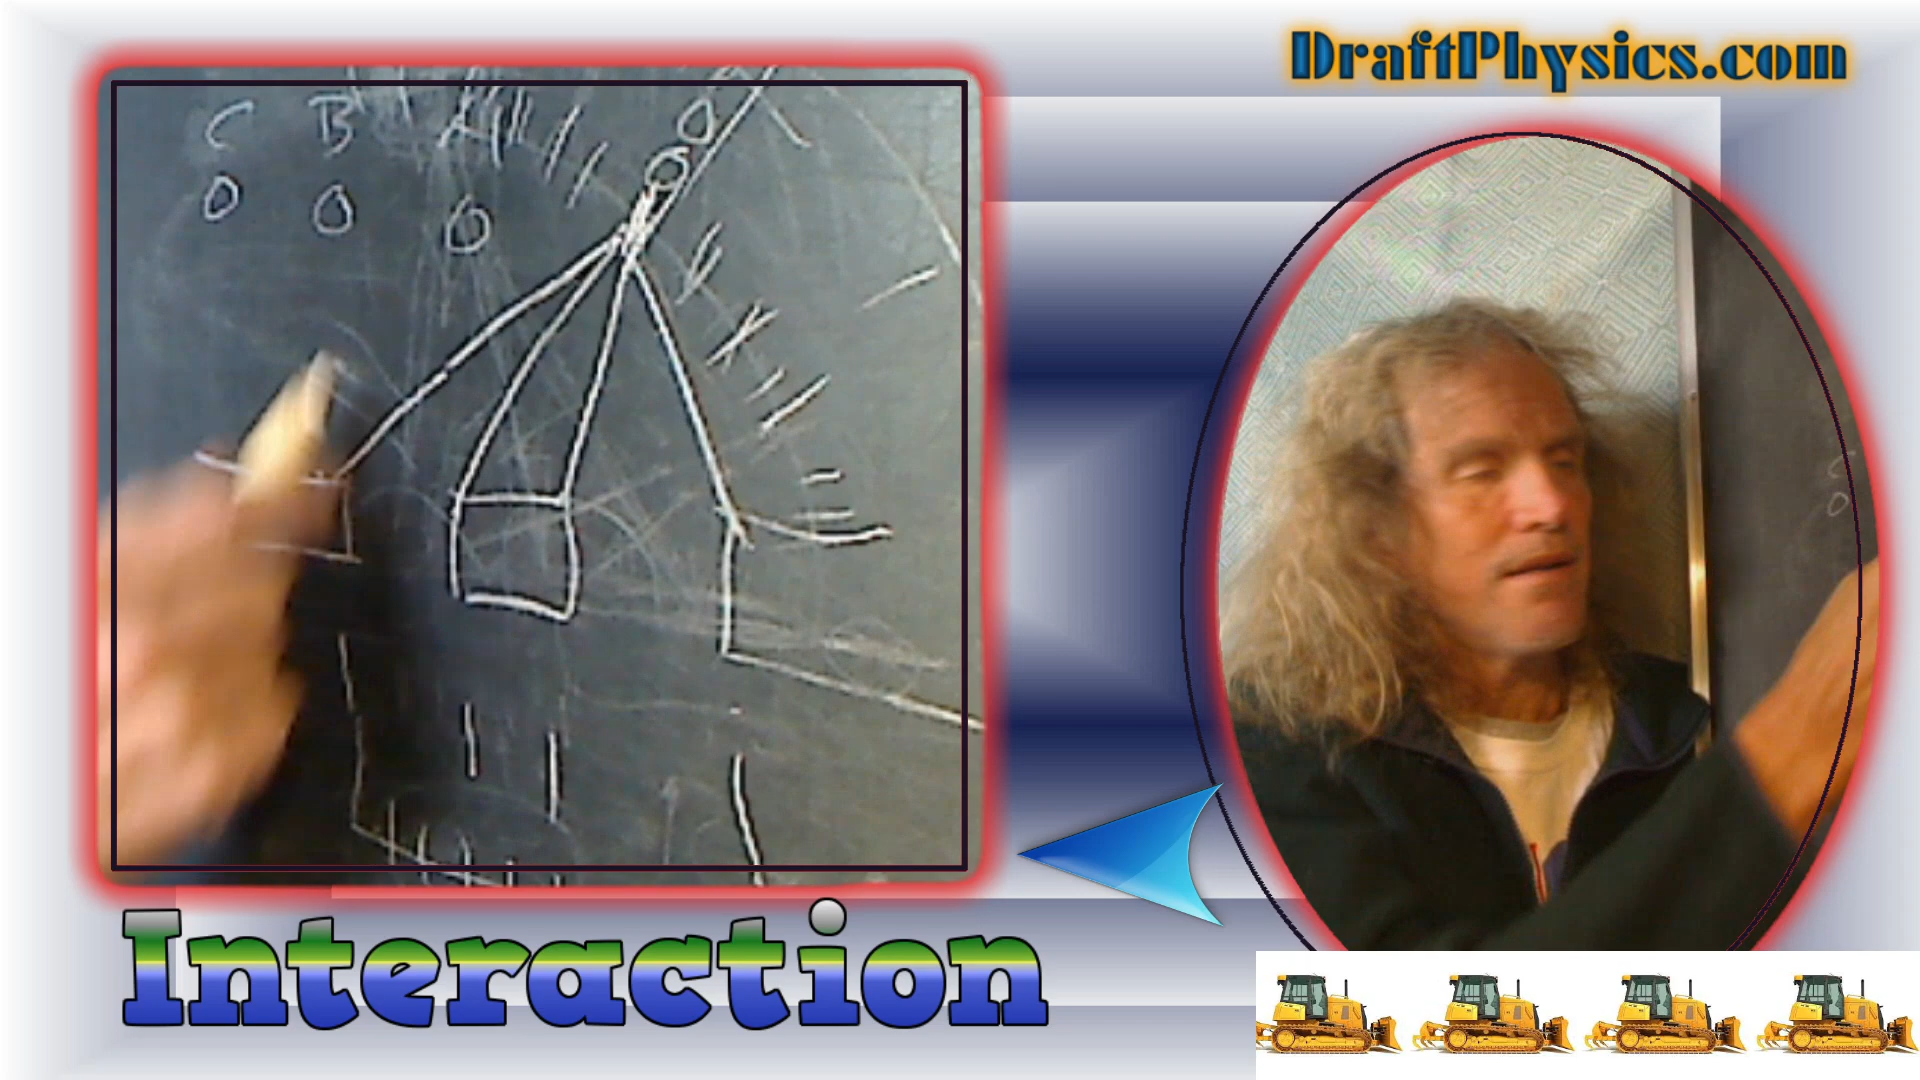 DraftPhysics.com
C B A
O O O
Interaction